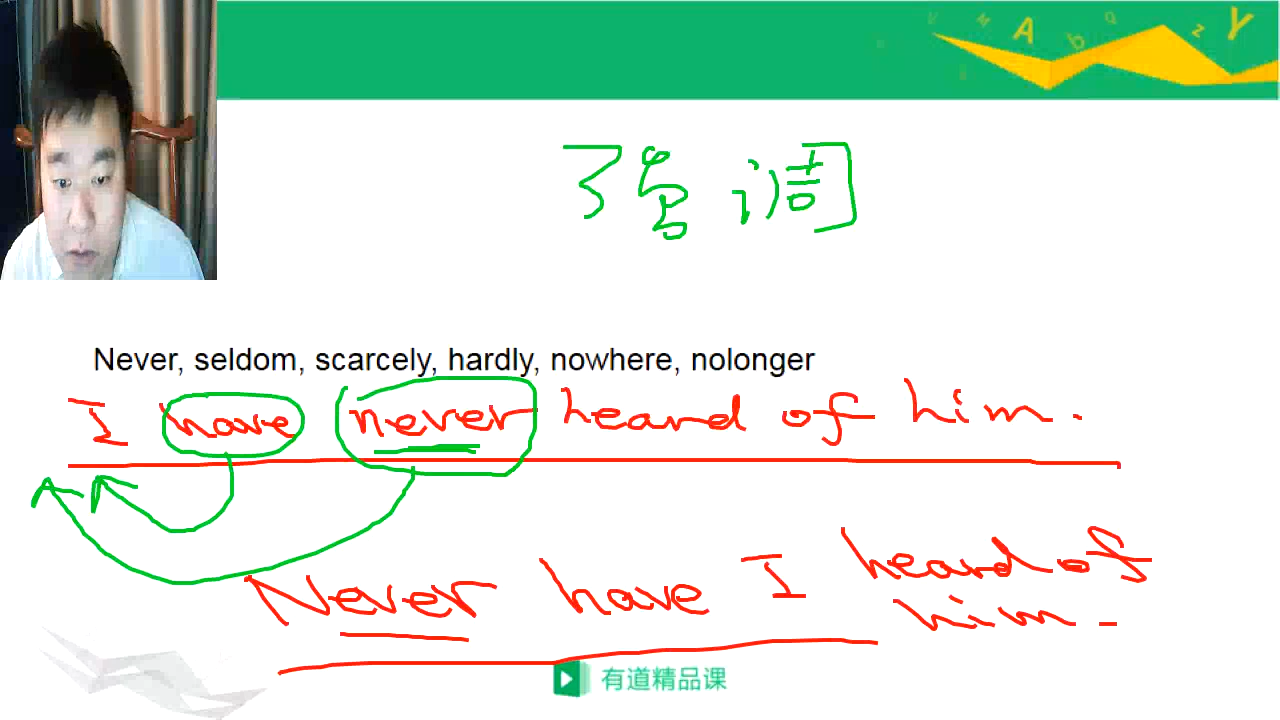 强调
Never, seldom, scarcely, hardly, nowhere, nolonger
I have never heard of him.
Never have I heard of
him.
有道精品课